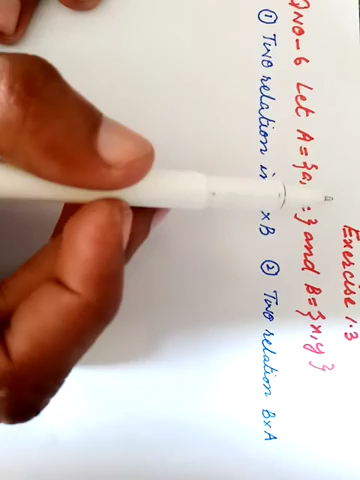 Exercise 1.3
Q NO-6 Let A={a, :} and B={x,y}
① Two relation in ×B ② Two relation B×A